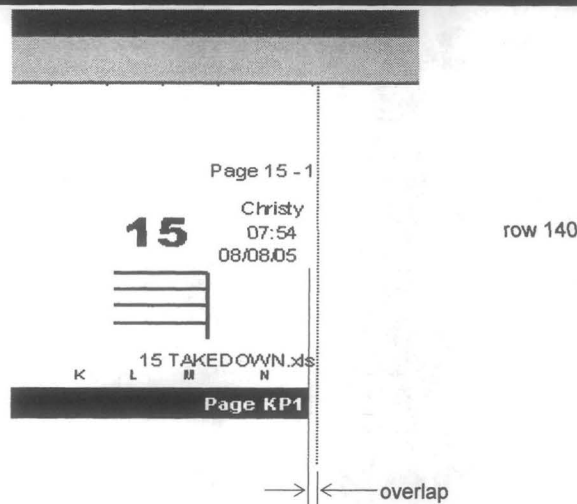 Page 15 - 1
Christy
15
07:54
row 140
08/08/05
15 TAKEDOWN.xls
K L M N
Page KP1
overlap